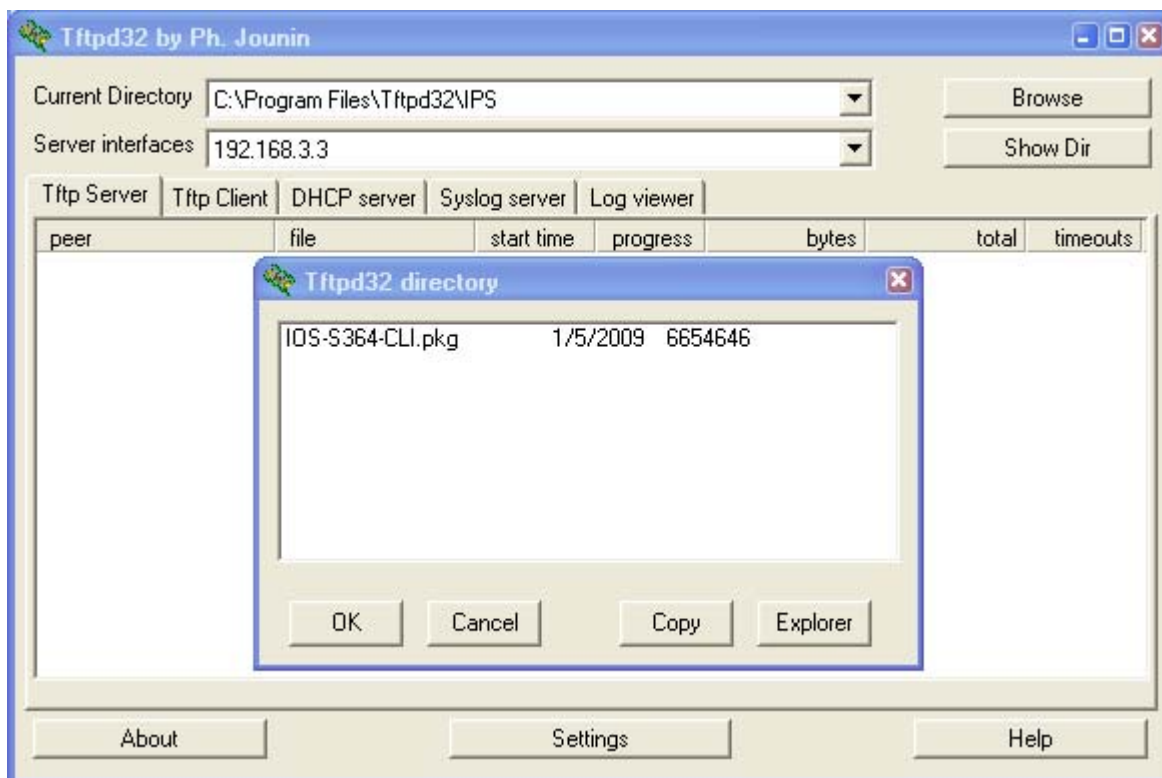 Tftpd32 by Ph. Jounin
Current Directory C:\Program Files\Tftpd32\IPS Browse
Server interfaces 192.168.3.3 Show Dir
Tftp Server Tftp Client DHCP server Syslog server Log viewer
peer file start time progress bytes total timeouts
Tftpd32 directory
IOS-S364-CLI.pkg 1/5/2009 6654646
OK Cancel Copy Explorer
About Settings Help